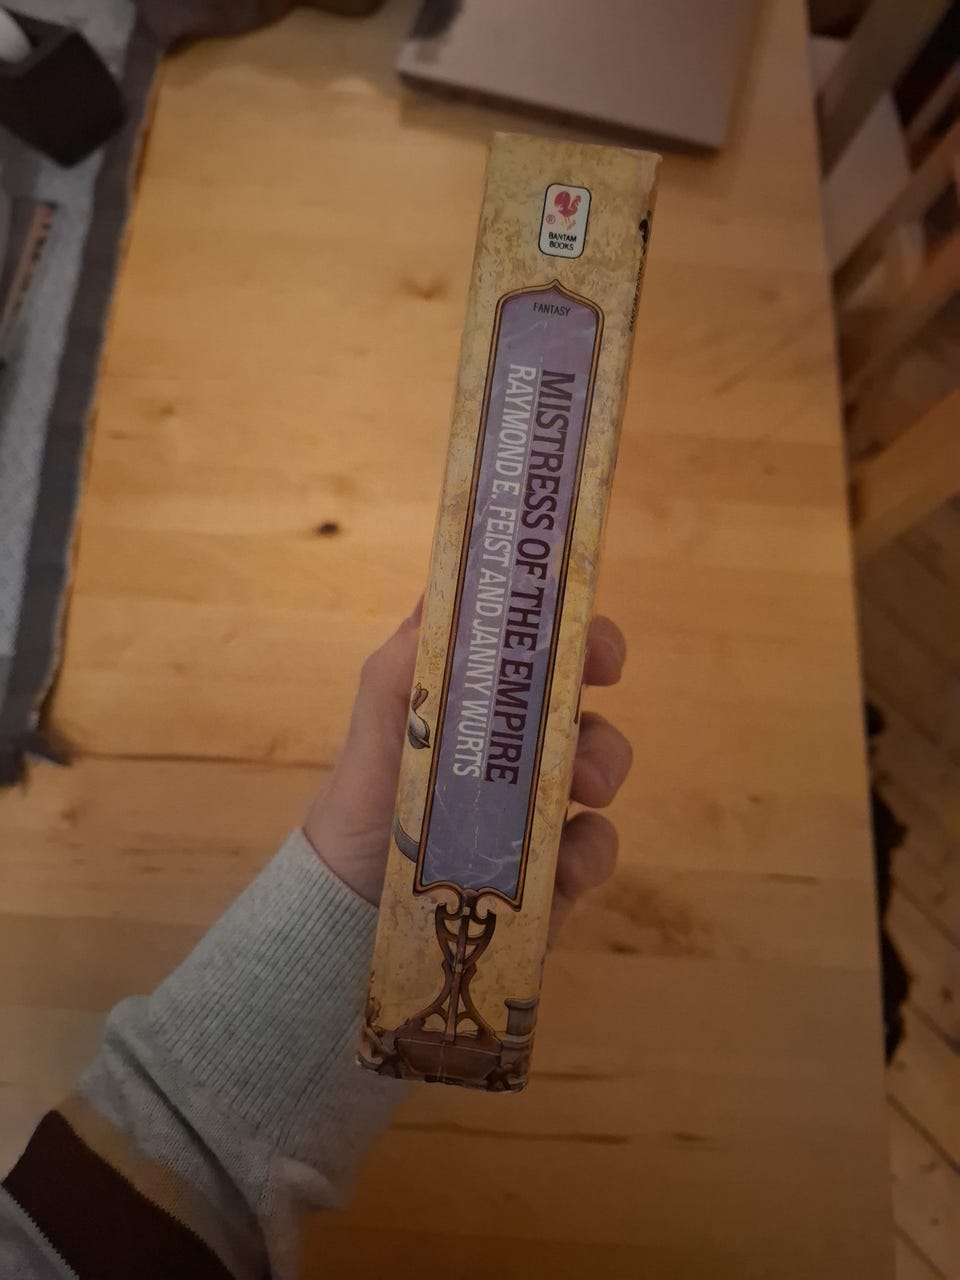 ®
BANTAM
BOOKS
FANTASY
MISTRESS OF THE EMPIRE
RAYMOND E. FEIST AND JANNY WURTS